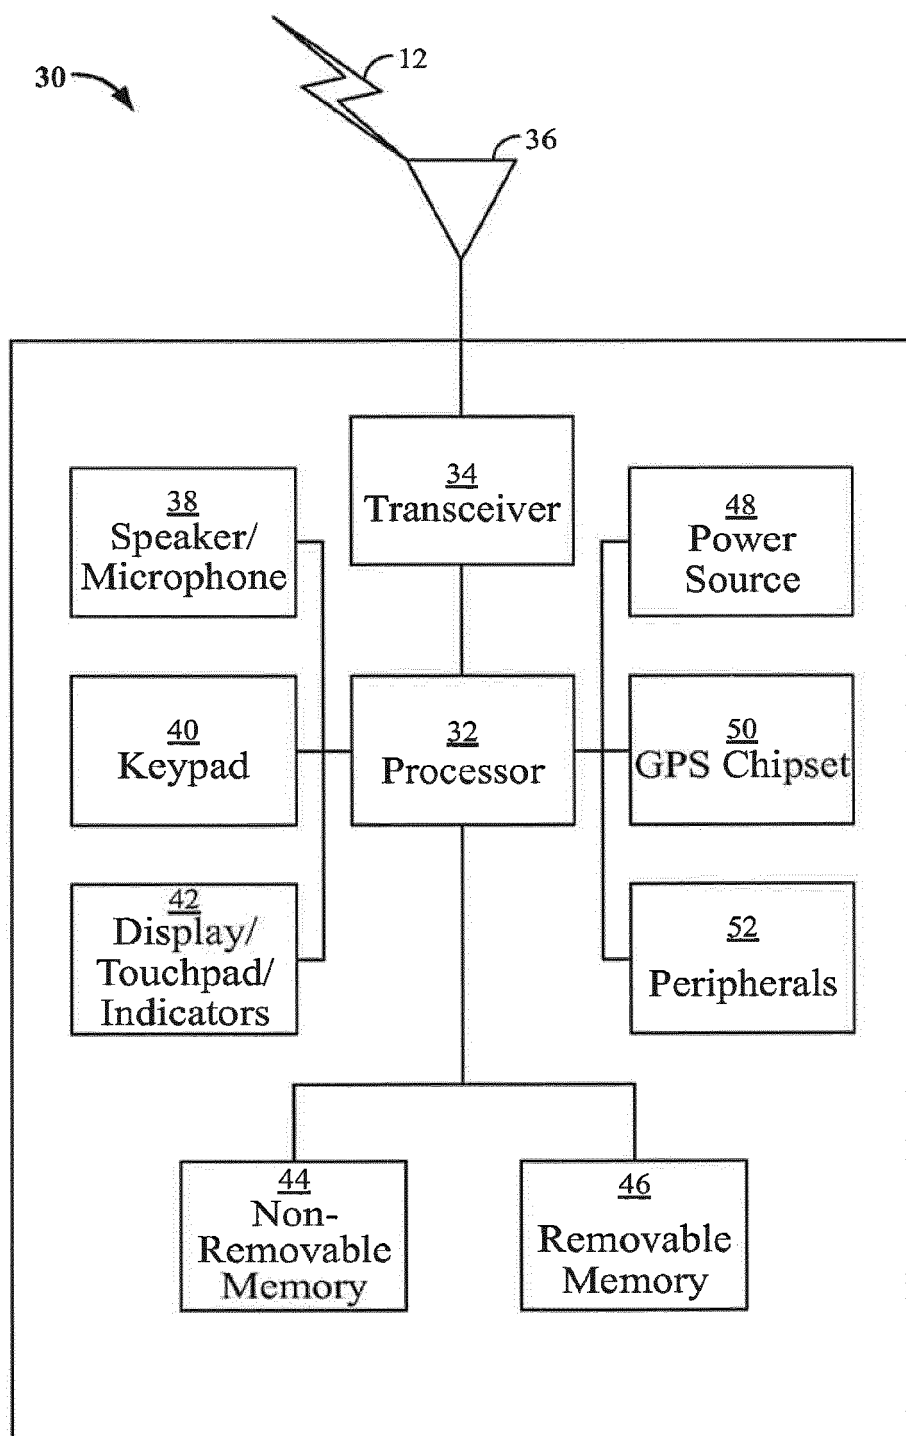 12
30
36
34
Transceiver
38
Speaker/
Microphone
48
Power
Source
40
Keypad
32
Processor
50
GPS Chipset
42
Display/
Touchpad/
Indicators
52
Peripherals
44
Non-
Removable
Memory
46
Removable
Memory